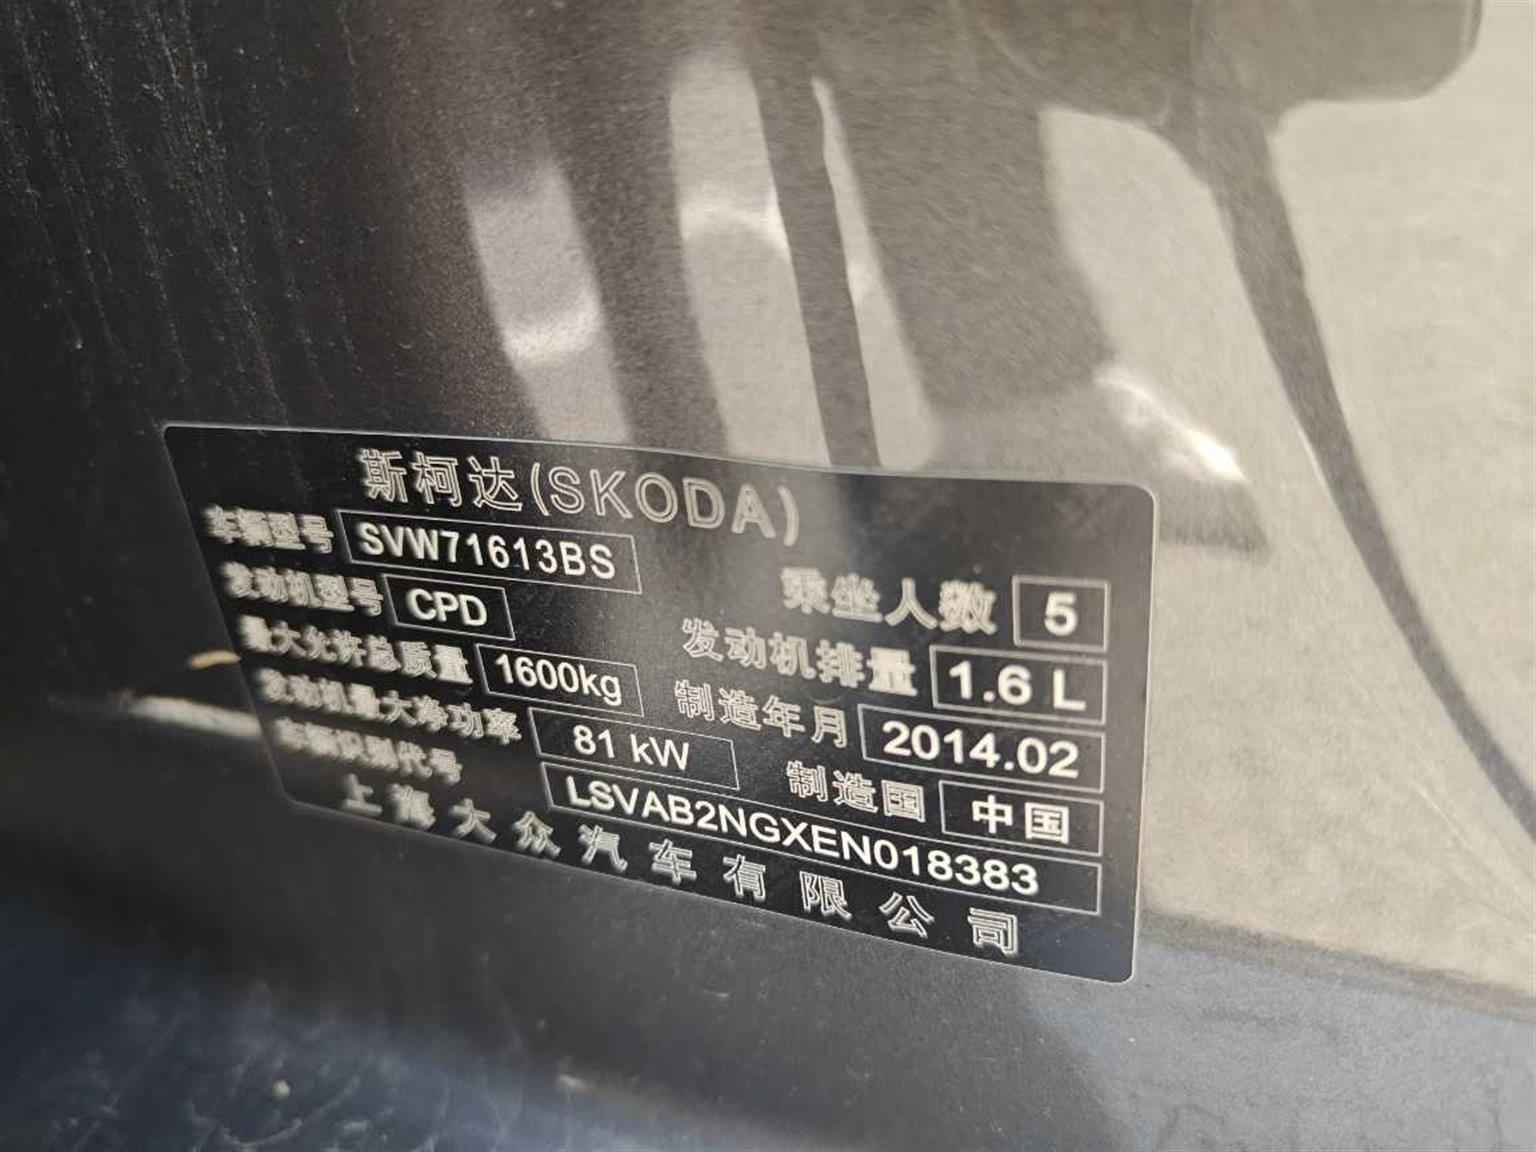 斯柯达(SKODA)
车辆型号 SVW71613BS
乘坐人数 5
发动机型号 CPD
发动机排量 1.6 L
最大允许总质量 1600kg
制造年月 2014.02
发动机最大净功率 81 kW
制造国 中国
车辆识别代号 LSVAB2NGXEN018383
上海大众汽车有限公司